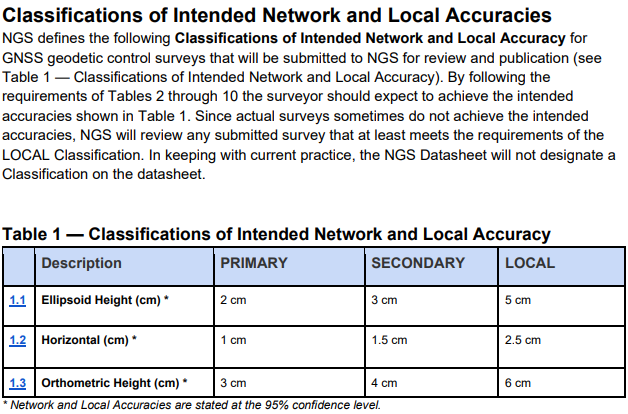 Classifications of Intended Network and Local Accuracies
NGS defines the following Classifications of Intended Network and Local Accuracy for
GNSS geodetic control surveys that will be submitted to NGS for review and publication (see
Table 1 — Classifications of Intended Network and Local Accuracy). By following the
requirements of Tables 2 through 10 the surveyor should expect to achieve the intended
accuracies shown in Table 1. Since actual surveys sometimes do not achieve the intended
accuracies, NGS will review any submitted survey that at least meets the requirements of the
LOCAL Classification. In keeping with current practice, the NGS Datasheet will not designate a
Classification on the datasheet.
Table 1 — Classifications of Intended Network and Local Accuracy
Description PRIMARY SECONDARY LOCAL
1.1 Ellipsoid Height (cm) * 2 cm 3 cm 5 cm
1.2 Horizontal (cm) * 1 cm 1.5 cm 2.5 cm
1.3 Orthometric Height (cm) * 3 cm 4 cm 6 cm
* Network and Local Accuracies are stated at the 95% confidence level.